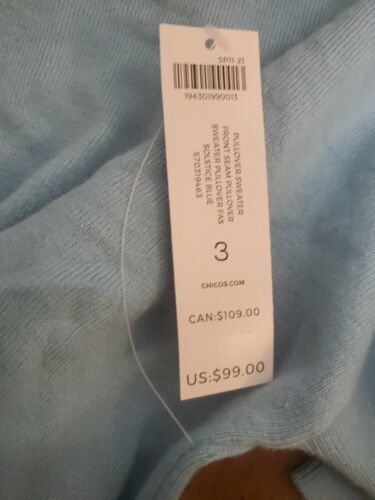 SP11-21
194301990013
PULLOVER SWEATER
FRONT SEAM PULLOVER
SWEATER PULLOVER FAS
SOLSTICE BLUE
570319463
3
CHICOS.COM
CAN:$109.00
US:$99.00